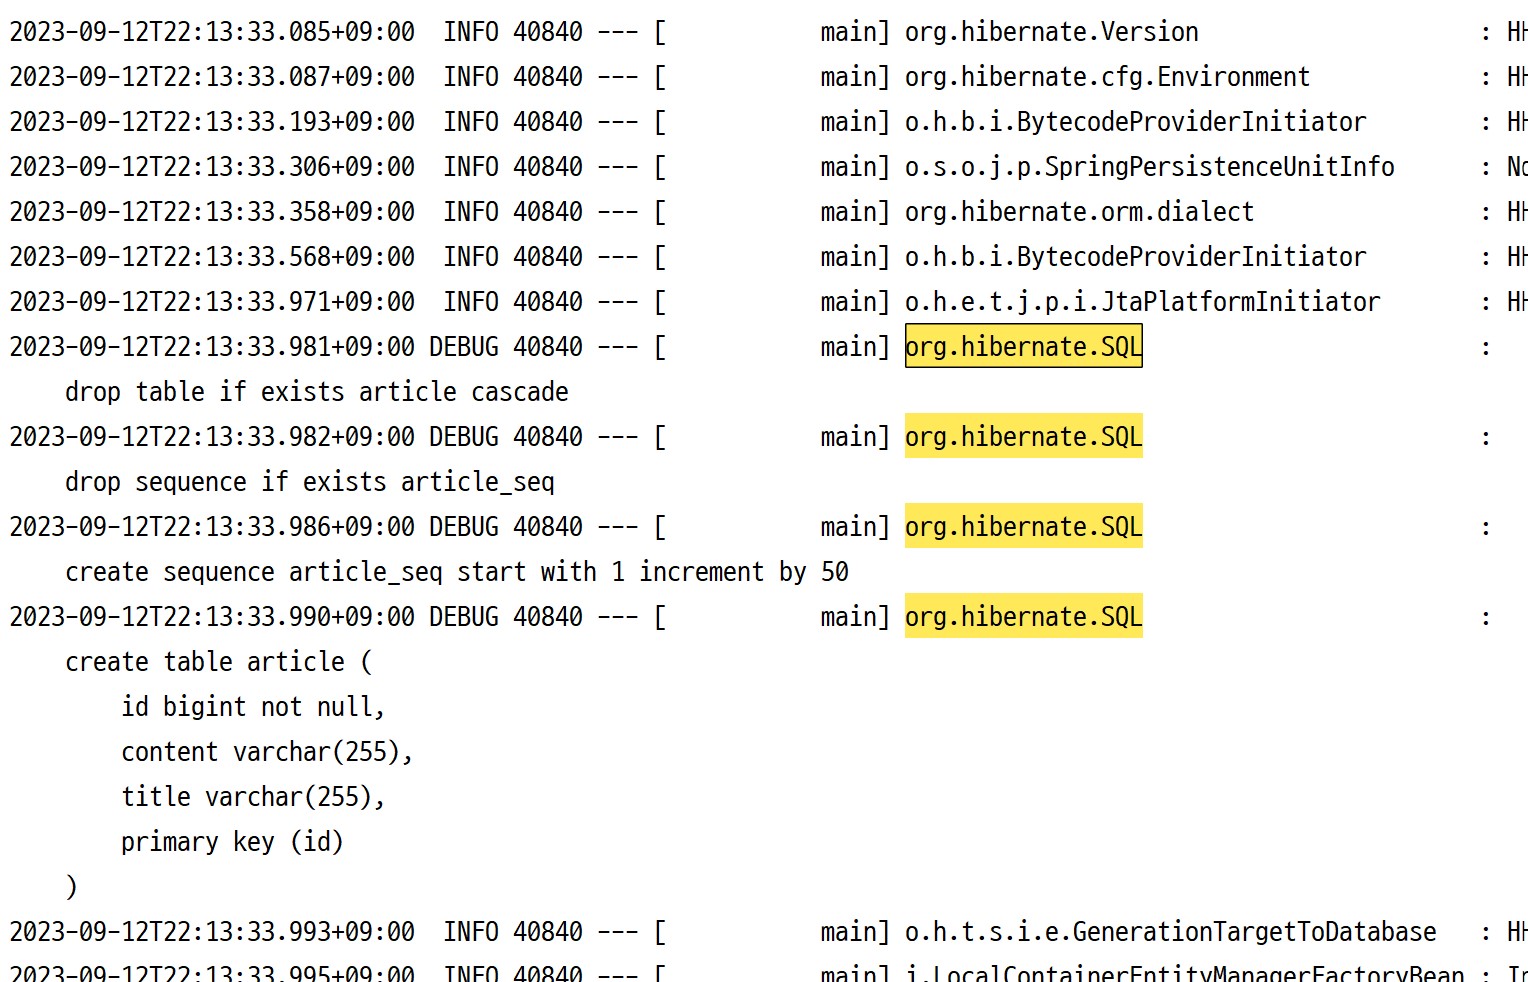 2023-09-12T22:13:33.085+09:00  INFO 40840 --- [           main] org.hibernate.Version                    : HH
2023-09-12T22:13:33.087+09:00  INFO 40840 --- [           main] org.hibernate.cfg.Environment            : HH
2023-09-12T22:13:33.193+09:00  INFO 40840 --- [           main] o.h.b.i.BytecodeProviderInitiator        : HH
2023-09-12T22:13:33.306+09:00  INFO 40840 --- [           main] o.s.o.j.p.SpringPersistenceUnitInfo      : No
2023-09-12T22:13:33.358+09:00  INFO 40840 --- [           main] org.hibernate.orm.dialect                : HH
2023-09-12T22:13:33.568+09:00  INFO 40840 --- [           main] o.h.b.i.BytecodeProviderInitiator        : HH
2023-09-12T22:13:33.971+09:00  INFO 40840 --- [           main] o.h.e.t.j.p.i.JtaPlatformInitiator       : HH
2023-09-12T22:13:33.981+09:00 DEBUG 40840 --- [           main] org.hibernate.SQL                        :
    drop table if exists article cascade
2023-09-12T22:13:33.982+09:00 DEBUG 40840 --- [           main] org.hibernate.SQL                        :
    drop sequence if exists article_seq
2023-09-12T22:13:33.986+09:00 DEBUG 40840 --- [           main] org.hibernate.SQL                        :
    create sequence article_seq start with 1 increment by 50
2023-09-12T22:13:33.990+09:00 DEBUG 40840 --- [           main] org.hibernate.SQL                        :
    create table article (
        id bigint not null,
        content varchar(255),
        title varchar(255),
        primary key (id)
    )
2023-09-12T22:13:33.993+09:00  INFO 40840 --- [           main] o.h.t.s.i.e.GenerationTargetToDatabase   : HH
2023-09-12T22:13:33.995+09:00  INFO 40840 --- [           main] j.LocalContainerEntityManagerFactoryBean : In